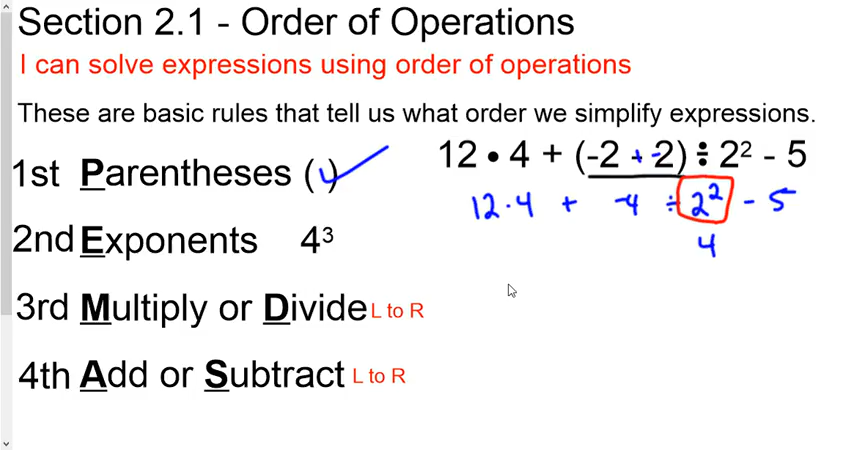 Section 2.1 - Order of Operations
I can solve expressions using order of operations
These are basic rules that tell us what order we simplify expressions.
12 • 4 + (-2 + -2) ÷ 2² - 5
1st Parentheses (4)
12 · 4 + -4 ÷ 2² - 5
4
2nd Exponents 4³
3rd Multiply or Divide L to R
4th Add or Subtract L to R